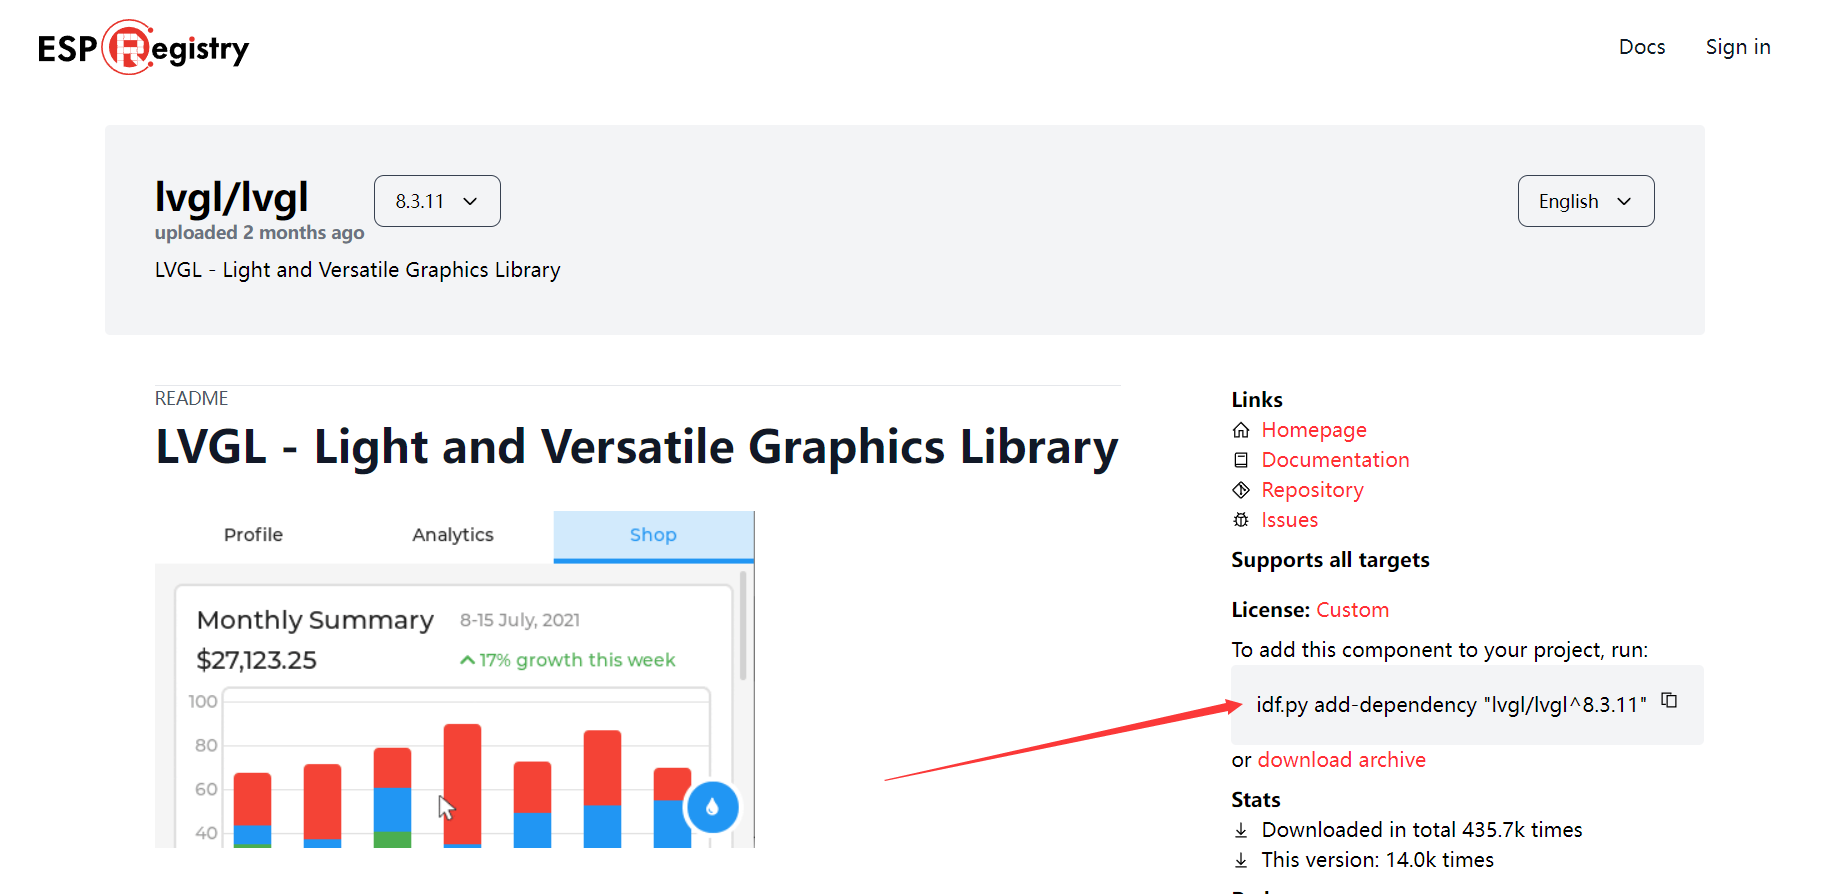 ESP Registry
Docs
Sign in
lvgl/lvgl
8.3.11
English
uploaded 2 months ago
LVGL - Light and Versatile Graphics Library
README
LVGL - Light and Versatile Graphics Library
Profile
Analytics
Shop
Monthly Summary
8-15 July, 2021
$27,123.25
17% growth this week
100
80
60
40
Links
Homepage
Documentation
Repository
Issues
Supports all targets
License: Custom
To add this component to your project, run:
idf.py add-dependency "lvgl/lvgl^8.3.11"
or download archive
Stats
Downloaded in total 435.7k times
This version: 14.0k times